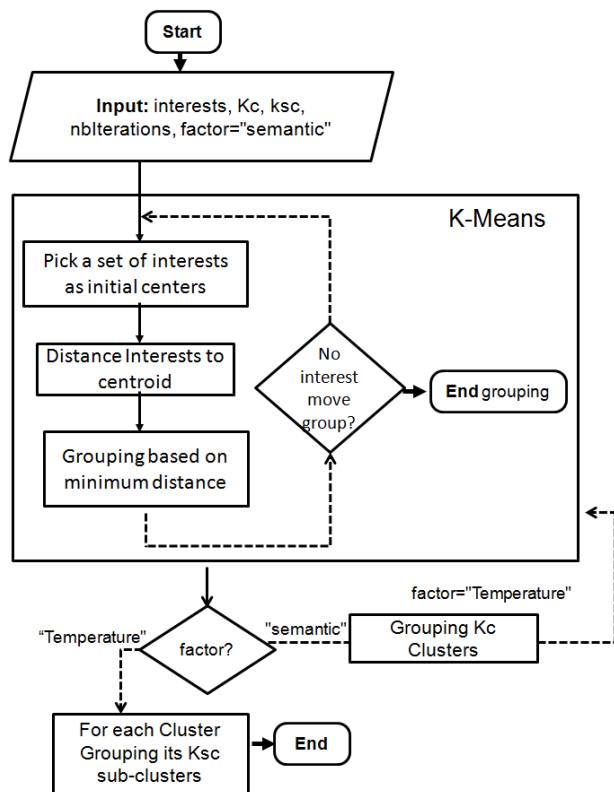 Start
Input: interests, Kc, ksc,
nbIterations, factor="semantic"
K-Means
Pick a set of interests
as initial centers
Distance Interests to
centroid
Grouping based on
minimum distance
No
interest
move
group?
End grouping
factor="Temperature"
"semantic"
Grouping Kc
Clusters
factor?
“Temperature"
For each Cluster
Grouping its Ksc
sub-clusters
End